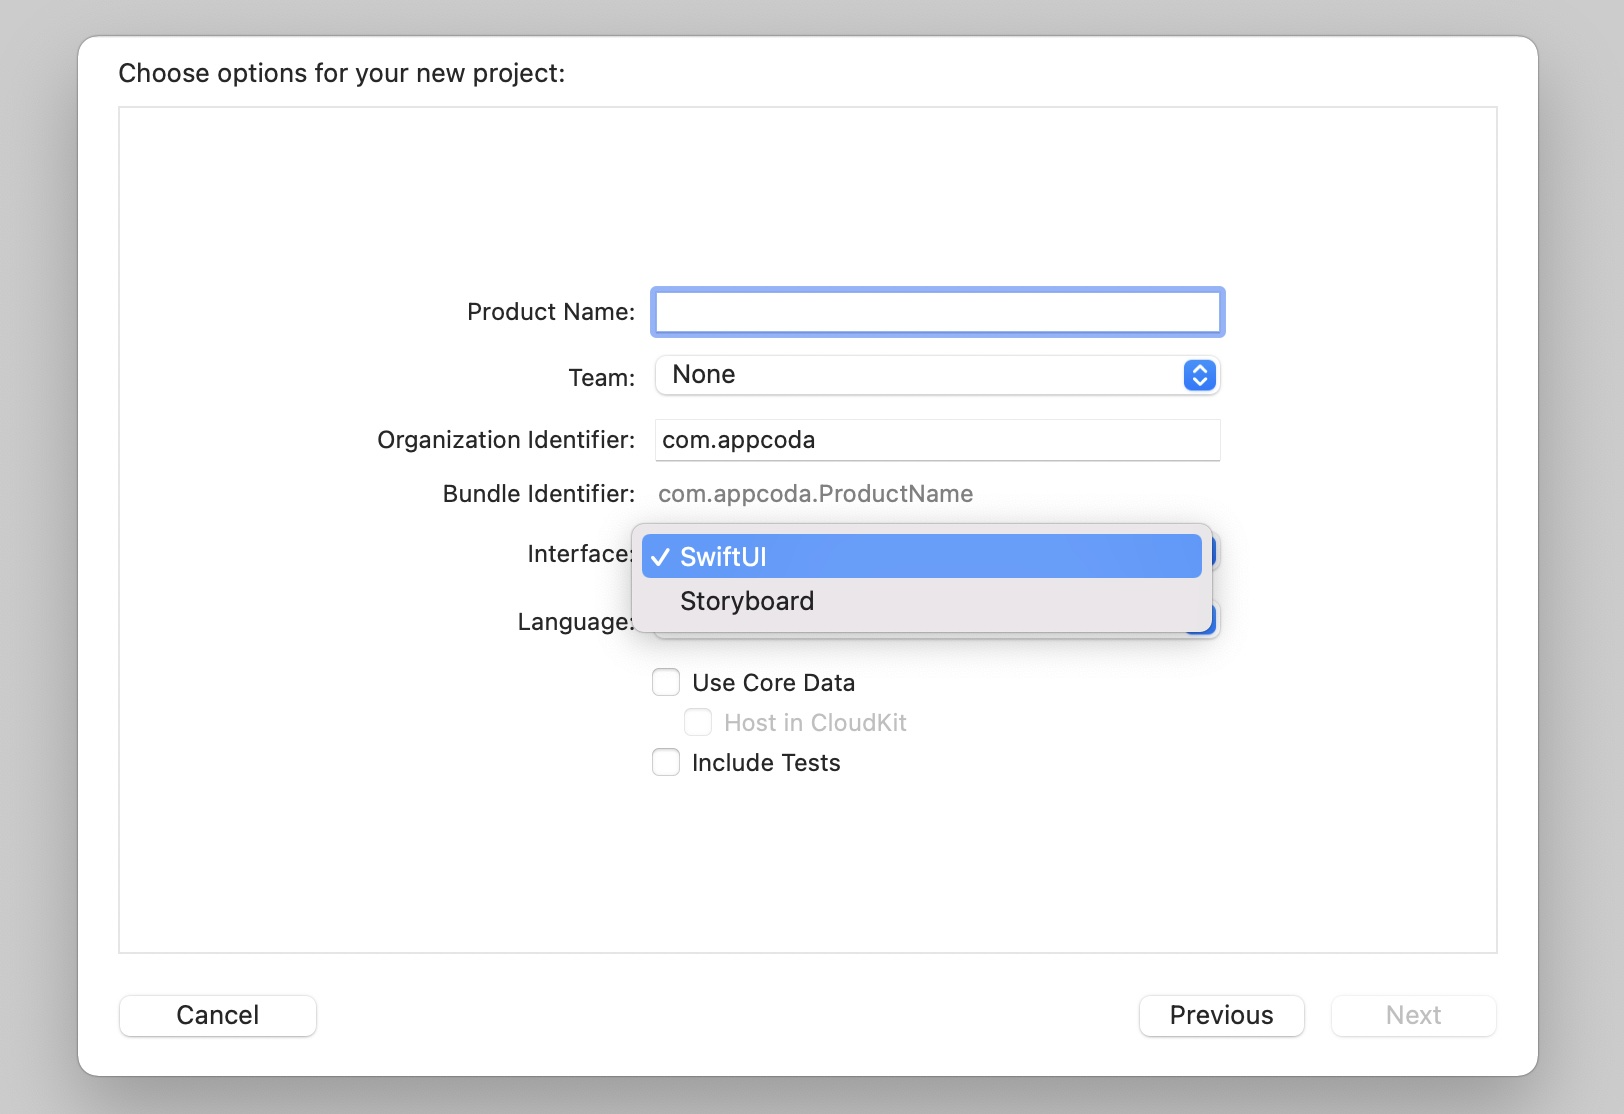 Choose options for your new project:
Product Name:
Team: None
Organization Identifier: com.appcoda
Bundle Identifier: com.appcoda.ProductName
Interface: SwiftUI
Storyboard
Language:
Use Core Data
Host in CloudKit
Include Tests
Cancel Previous Next